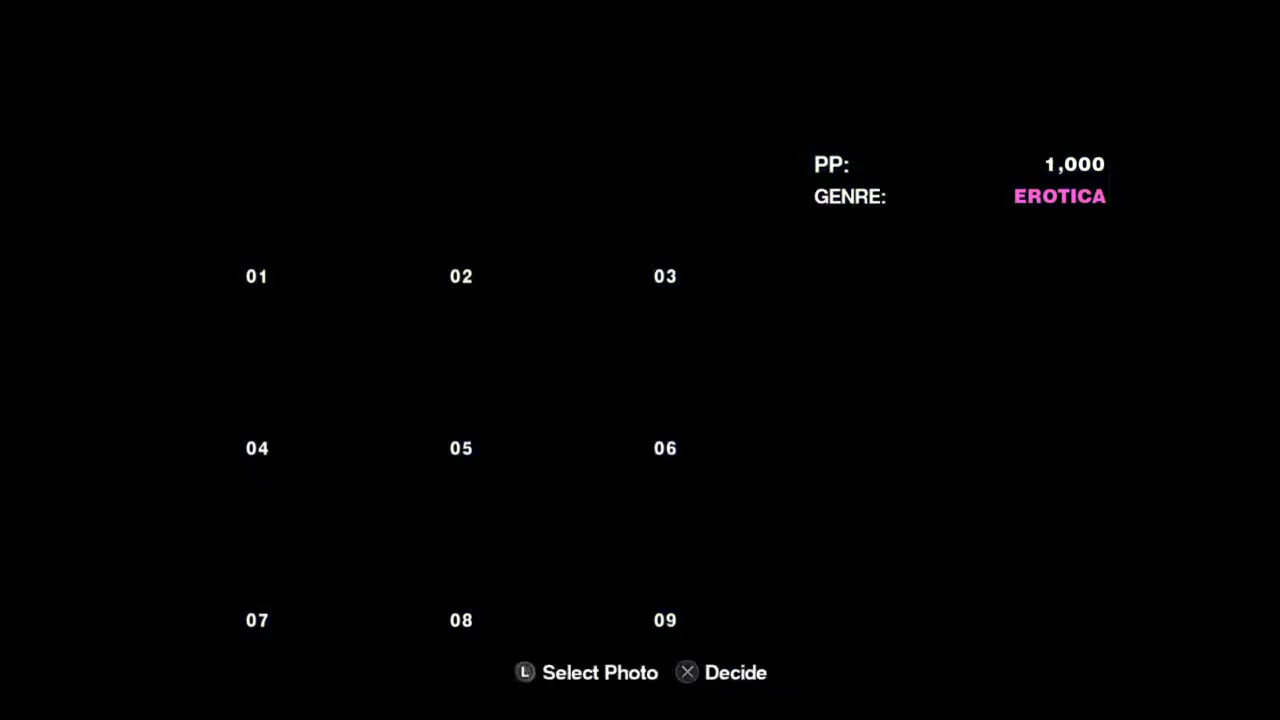 PP: 1,000
GENRE: EROTICA
01 02 03
04 05 06
07 08 09
L Select Photo X Decide